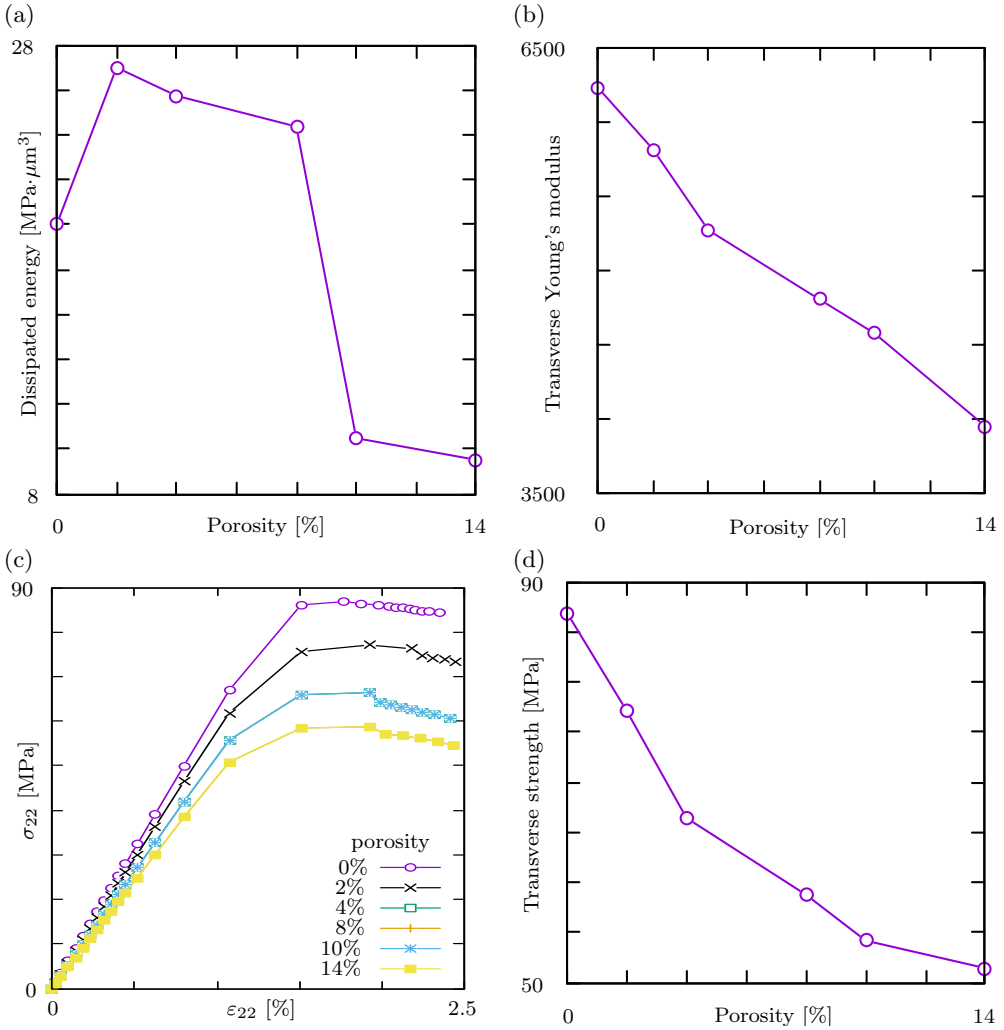 (a)
28
Dissipated energy [MPa·μm³]
8
0
Porosity [%]
14
(b)
6500
Transverse Young's modulus
3500
0
Porosity [%]
14
(c)
90
σ₂₂ [MPa]
porosity
0%
2%
4%
8%
10%
14%
0
0
ε₂₂ [%]
2.5
(d)
90
Transverse strength [MPa]
50
0
Porosity [%]
14